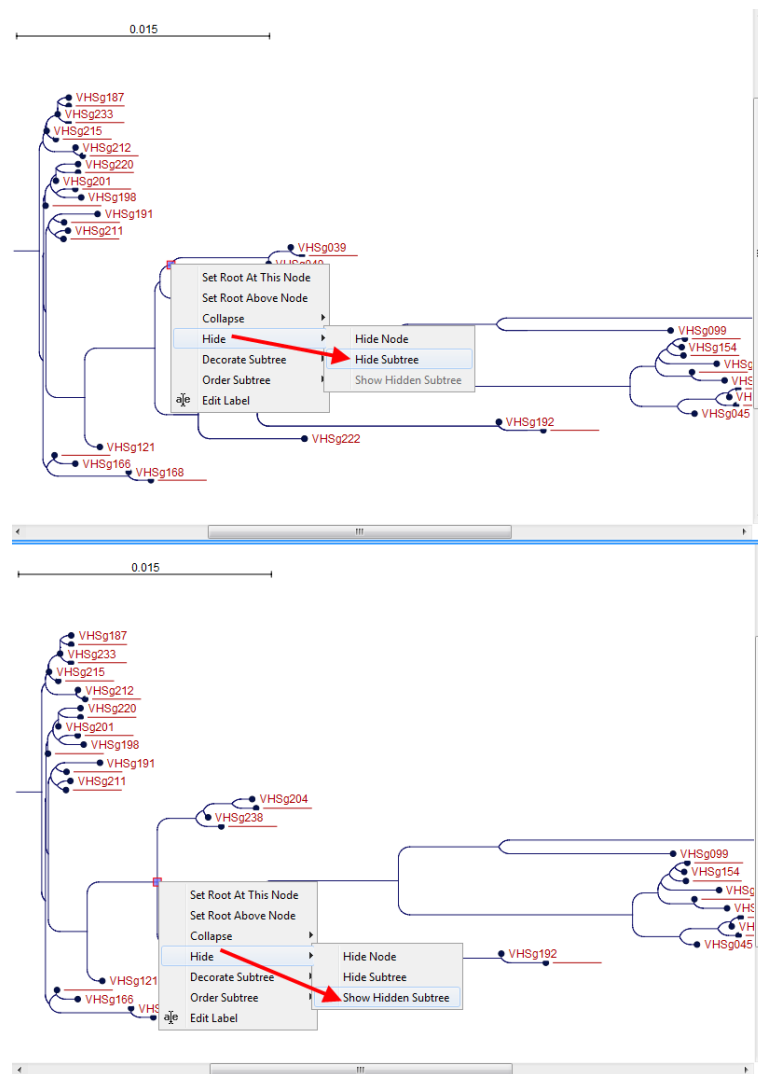 0.015
VHSg187
VHSg233
VHSg215
VHSg212
VHSg220
VHSg201
VHSg198
VHSg191
VHSg211
VHSg039
Set Root At This Node
Set Root Above Node
Collapse
Hide
Hide Node
VHSg099
Decorate Subtree
Hide Subtree
VHSg154
Order Subtree
Show Hidden Subtree
Edit Label
VHSg045
VHSg192
VHSg222
VHSg121
VHSg166
VHSg168
0.015
VHSg187
VHSg233
VHSg215
VHSg212
VHSg220
VHSg201
VHSg198
VHSg191
VHSg211
VHSg204
VHSg238
VHSg099
VHSg154
Set Root At This Node
Set Root Above Node
Collapse
VHSg045
Hide
Hide Node
VHSg192
VHSg121
Decorate Subtree
Hide Subtree
VHSg166
Order Subtree
Show Hidden Subtree
Edit Label